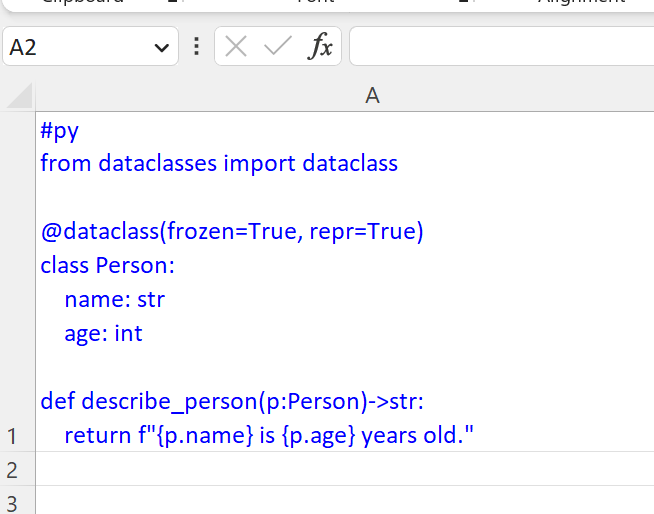 A2
fx
A
#py
from dataclasses import dataclass
@dataclass(frozen=True, repr=True)
class Person:
    name: str
    age: int
def describe_person(p:Person)->str:
1     return f"{p.name} is {p.age} years old."
2
3